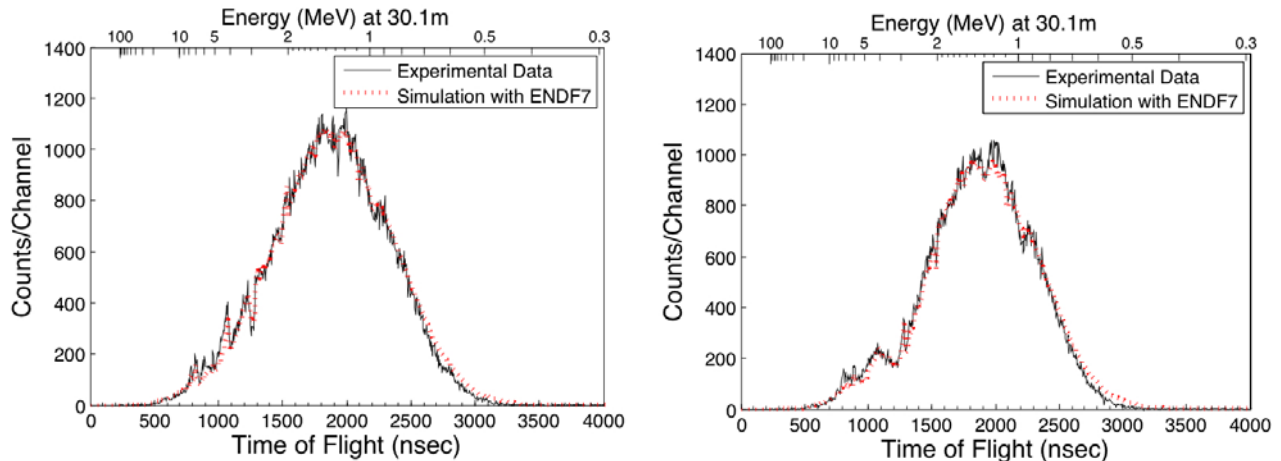 Energy (MeV) at 30.1m
100 10 5 2 1 0.5 0.3
1400
1200
1000
800
600
400
200
0
Counts/Channel
Experimental Data
Simulation with ENDF7
0 500 1000 1500 2000 2500 3000 3500 4000
Time of Flight (nsec)
Energy (MeV) at 30.1m
100 10 5 2 1 0.5 0.3
1400
1200
1000
800
600
400
200
0
Counts/Channel
Experimental Data
Simulation with ENDF7
0 500 1000 1500 2000 2500 3000 3500 4000
Time of Flight (nsec)